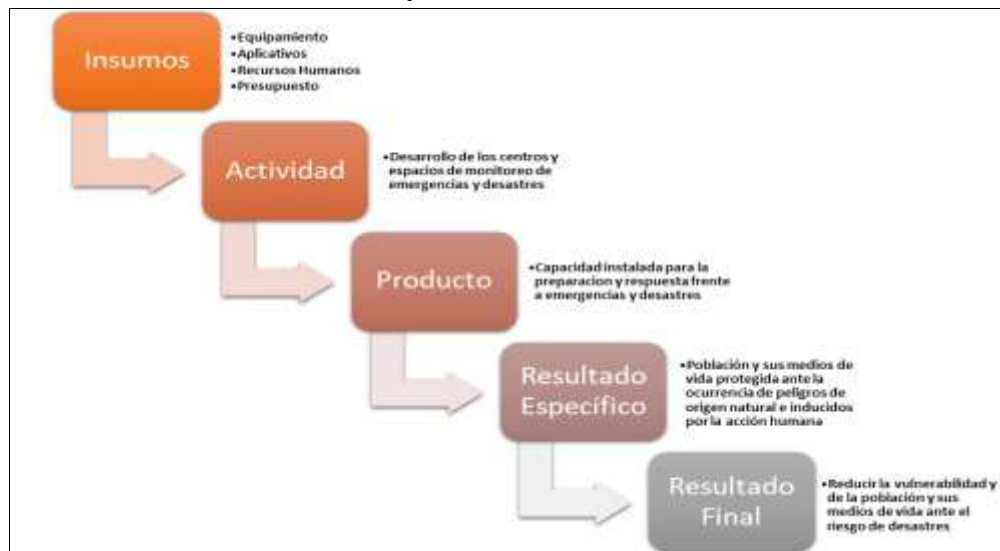 Insumos
•Equipamiento
•Aplicativos
•Recursos Humanos
•Presupuesto
Actividad
•Desarrollo de los centros y
espacios de monitoreo de
emergencias y desastres
Producto
•Capacidad instalada para la
preparacion y respuesta frente
a emergencias y desastres
Resultado
Específico
•Población y sus medios de
vida protegida ante la
ocurrencia de peligros de
origen natural e inducidos
por la acción humana
Resultado
Final
•Reducir la vulnerabilidad y
de la población y sus
medios de vida ante el
riesgo de desastres